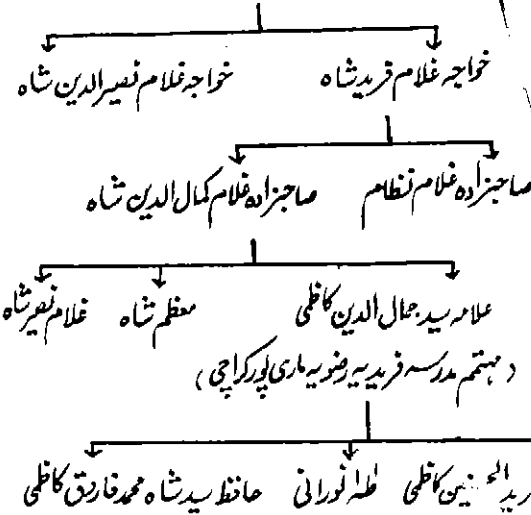 خواجہ غلام فرید شاہ خواجہ غلام نصیر الدین شاہ
صاحبزادہ غلام نظام صاحبزادہ غلام کمال الدین شاہ
علامہ سید جمال الدین کاظمی معظم شاہ غلام نصیر شاہ
(مہتمم مدرسہ فریدیہ رضویہ ماری پور کراچی)
کاظمی طٰہٰ نورانی حافظ سید شاہ محمد فاروق کاظمی